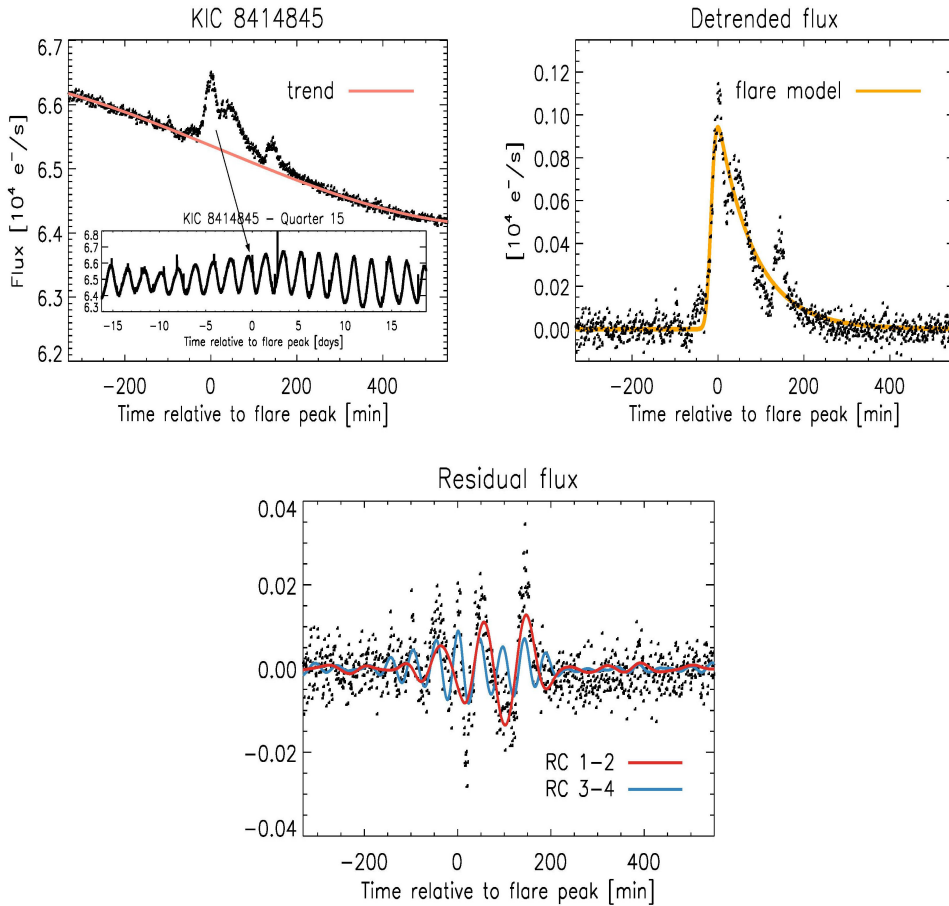 KIC 8414845
6.7
6.6
6.5
6.4
6.3
6.2
Flux [10⁴ e⁻/s]
trend
KIC 8414845 – Quarter 15
6.8
6.7
6.6
6.5
6.4
6.3
−15 −10 −5 0 5 10 15
Time relative to flare peak [days]
−200 0 200 400
Time relative to flare peak [min]
Detrended flux
0.12
0.10
0.08
0.06
0.04
0.02
0.00
[10⁴ e⁻/s]
flare model
−200 0 200 400
Time relative to flare peak [min]
Residual flux
0.04
0.02
0.00
−0.02
−0.04
RC 1−2
RC 3−4
−200 0 200 400
Time relative to flare peak [min]